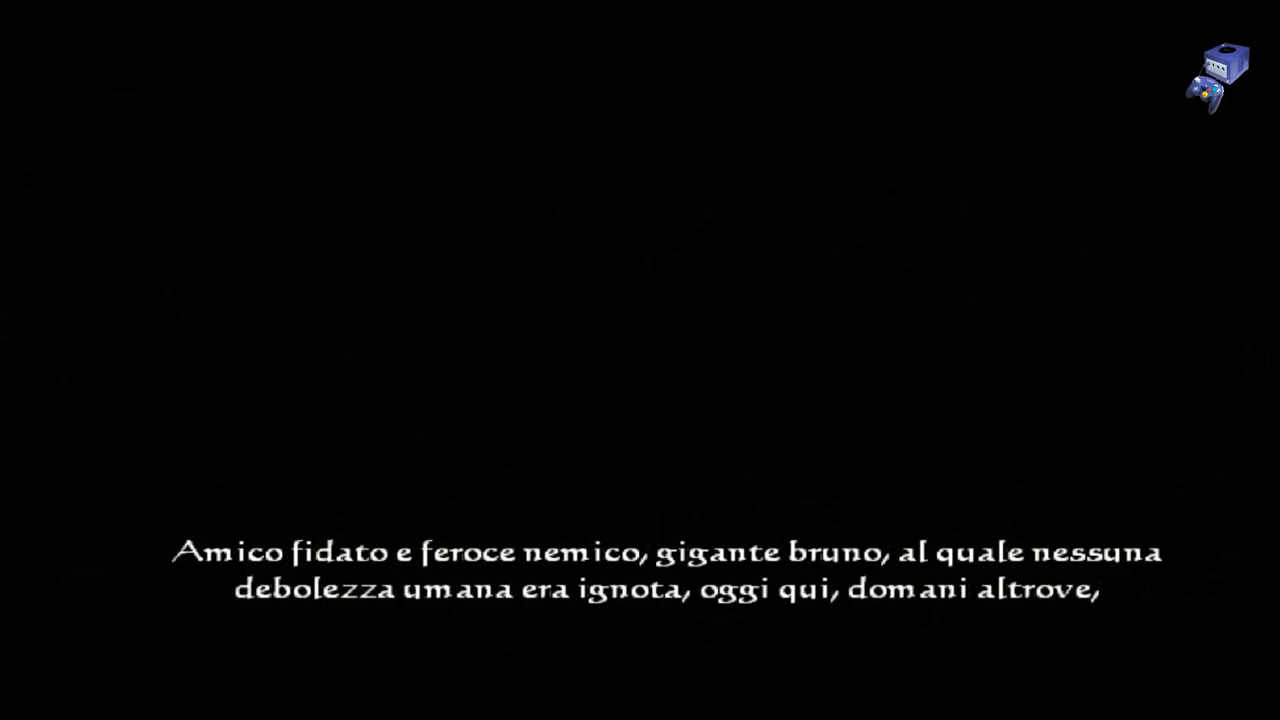 Amico fidato e feroce nemico, gigante bruno, al quale nessuna
debolezza umana era ignota, oggi qui, domani altrove,